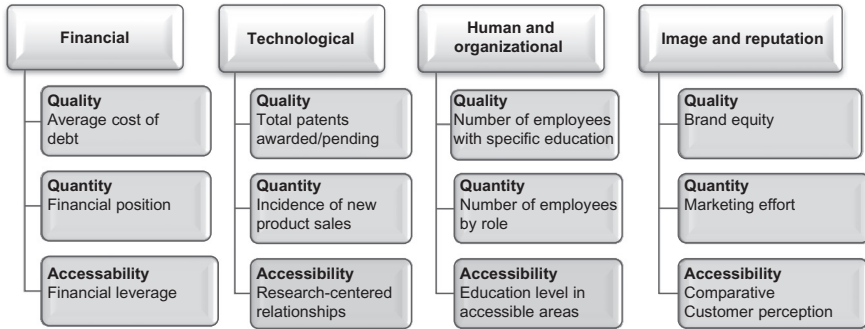 Financial
Quality
Average cost of
debt
Quantity
Financial position
Accessability
Financial leverage
Technological
Quality
Total patents
awarded/pending
Quantity
Incidence of new
product sales
Accessibility
Research-centered
relationships
Human and
organizational
Quality
Number of employees
with specific education
Quantity
Number of employees
by role
Accessibility
Education level in
accessible areas
Image and reputation
Quality
Brand equity
Quantity
Marketing effort
Accessibility
Comparative
Customer perception